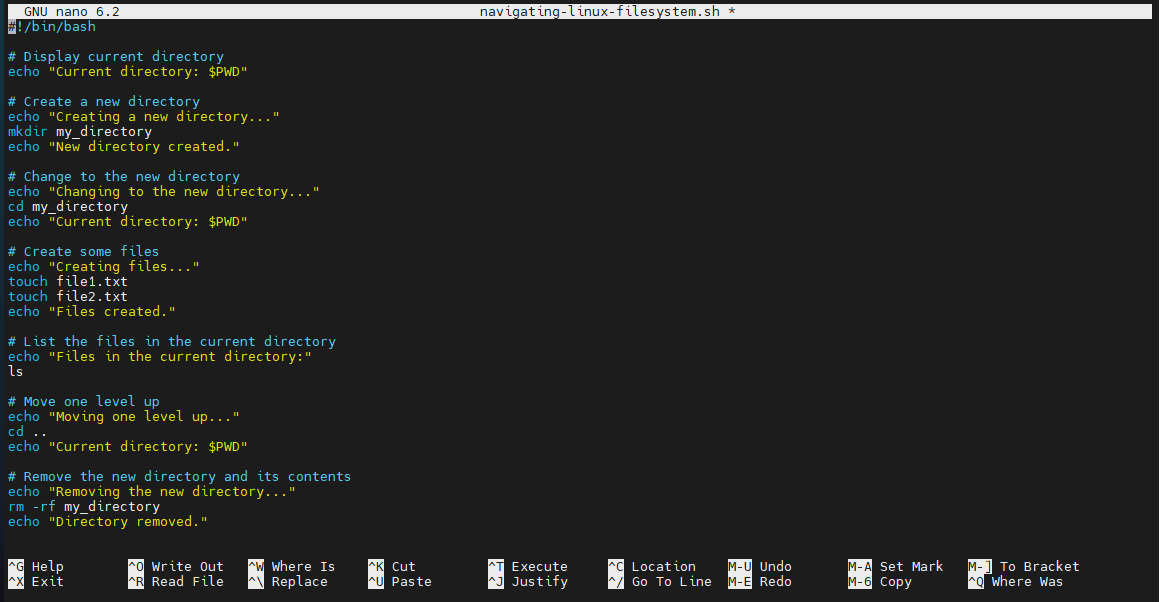 GNU nano 6.2 navigating-linux-filesystem.sh *
#!/bin/bash
# Display current directory
echo "Current directory: $PWD"
# Create a new directory
echo "Creating a new directory..."
mkdir my_directory
echo "New directory created."
# Change to the new directory
echo "Changing to the new directory..."
cd my_directory
echo "Current directory: $PWD"
# Create some files
echo "Creating files..."
touch file1.txt
touch file2.txt
echo "Files created."
# List the files in the current directory
echo "Files in the current directory:"
ls
# Move one level up
echo "Moving one level up..."
cd ..
echo "Current directory: $PWD"
# Remove the new directory and its contents
echo "Removing the new directory..."
rm -rf my_directory
echo "Directory removed."
^G Help ^O Write Out ^W Where Is ^K Cut ^T Execute ^C Location M-U Undo M-A Set Mark M-] To Bracket
^X Exit ^R Read File ^\ Replace ^U Paste ^J Justify ^/ Go To Line M-E Redo M-6 Copy ^Q Where Was